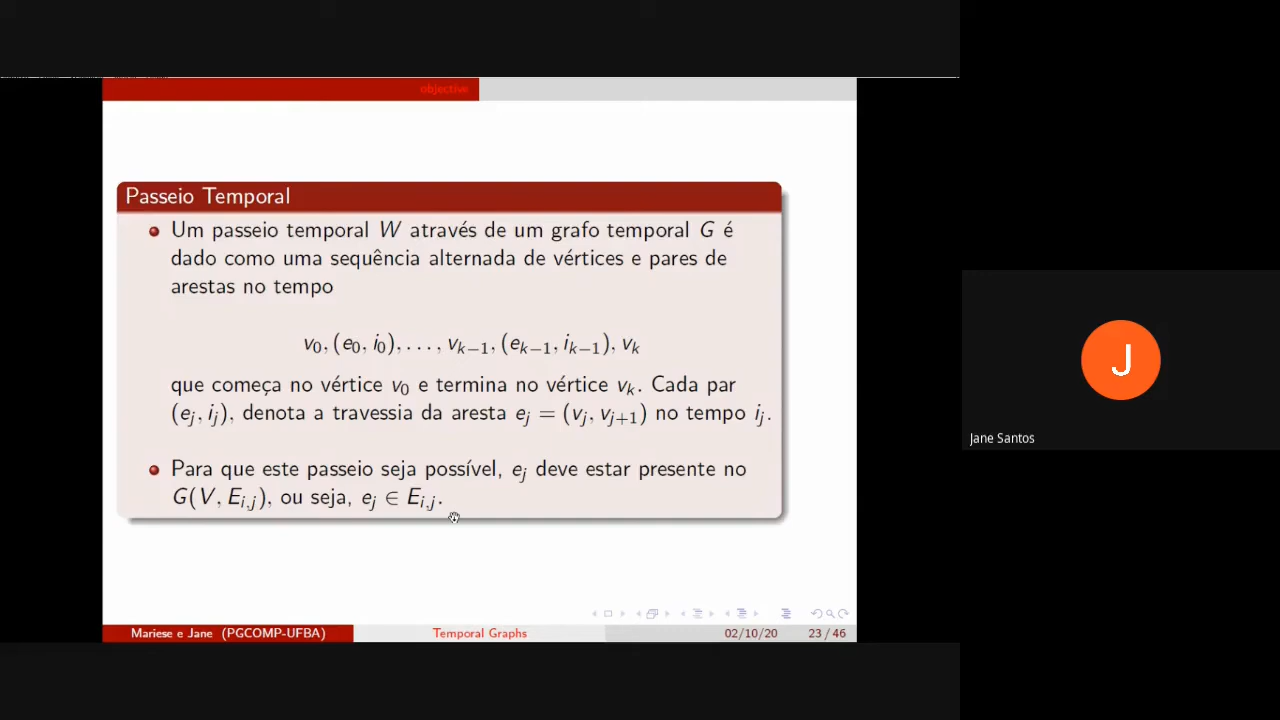 objective
Passeio Temporal
Um passeio temporal W através de um grafo temporal G é
dado como uma sequência alternada de vértices e pares de
arestas no tempo
v₀, (e₀, i₀), . . . , vₖ₋₁, (eₖ₋₁, iₖ₋₁), vₖ
que começa no vértice v₀ e termina no vértice vₖ. Cada par
(eⱼ, iⱼ), denota a travessia da aresta eⱼ = (vⱼ, vⱼ₊₁) no tempo iⱼ.
Para que este passeio seja possível, eⱼ deve estar presente no
G(V, Eᵢ,ⱼ), ou seja, eⱼ ∈ Eᵢ,ⱼ.
Mariese e Jane (PGCOMP-UFBA)
Temporal Graphs
02/10/20
23 / 46
J
Jane Santos